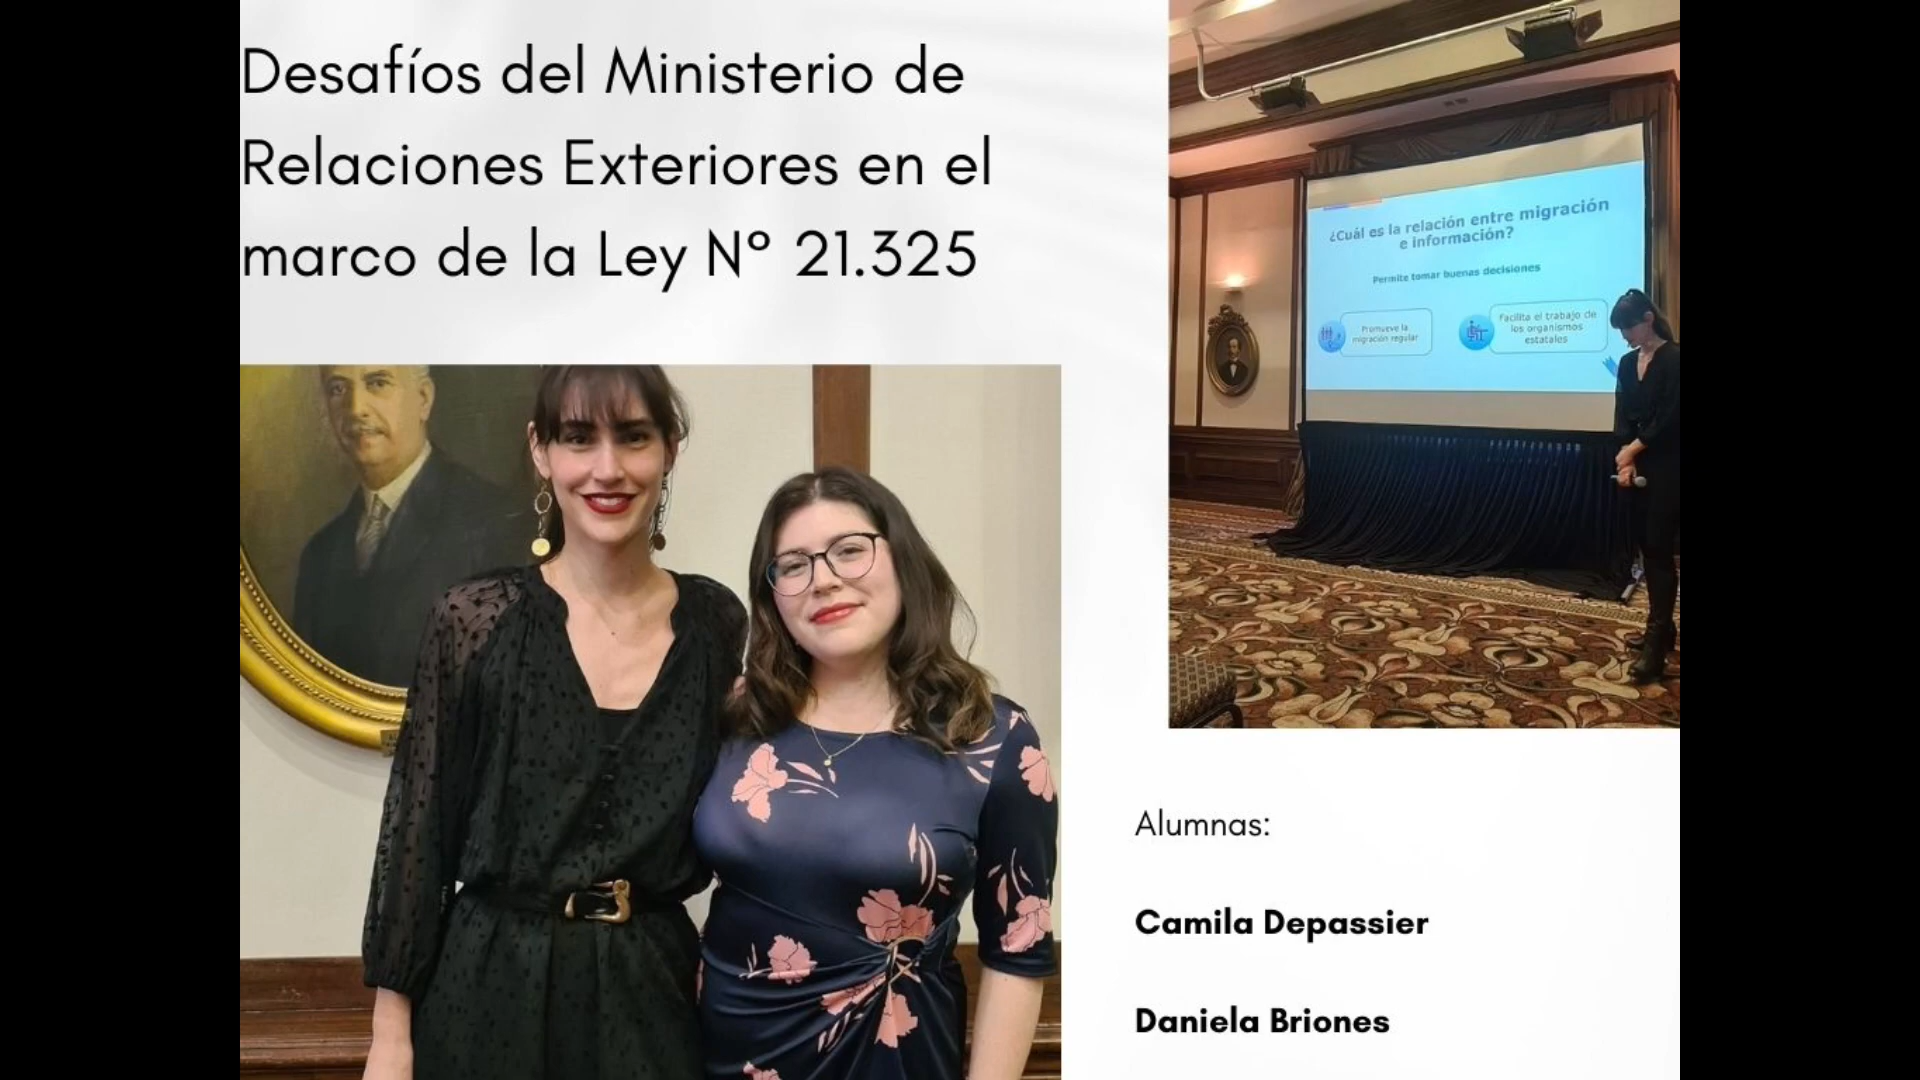 Desafíos del Ministerio de
Relaciones Exteriores en el
marco de la Ley N° 21.325
¿Cuál es la relación entre migración
e información?
Permite tomar buenas decisiones
Promueve la
migración regular
Facilita el trabajo de
los organismos
estatales
Alumnas:
Camila Depassier
Daniela Briones